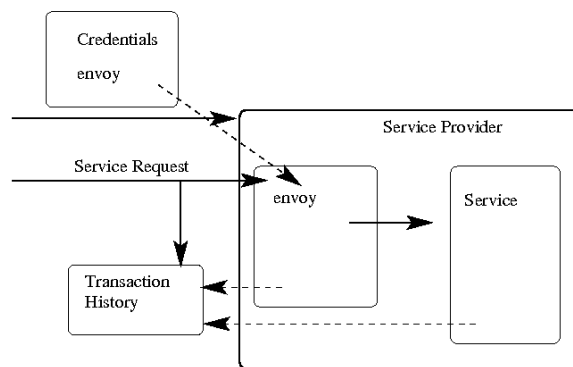 Credentials
envoy
Service Provider
Service Request
envoy
Service
Transaction
History